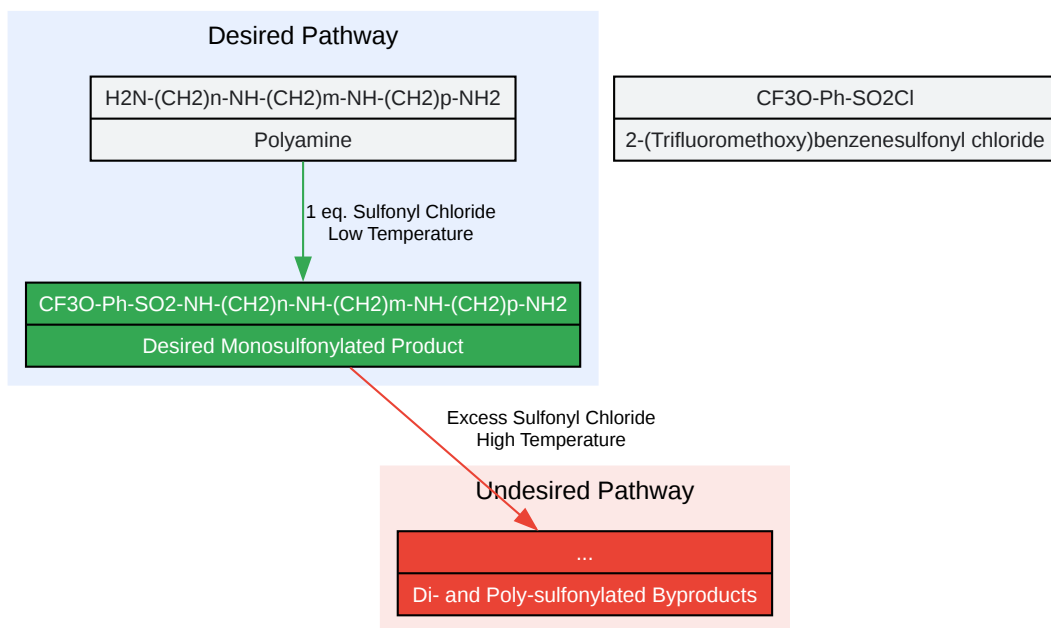 Desired Pathway
H2N-(CH2)n-NH-(CH2)m-NH-(CH2)p-NH2
Polyamine
CF3O-Ph-SO2Cl
2-(Trifluoromethoxy)benzenesulfonyl chloride
1 eq. Sulfonyl Chloride
Low Temperature
CF3O-Ph-SO2-NH-(CH2)n-NH-(CH2)m-NH-(CH2)p-NH2
Desired Monosulfonylated Product
Excess Sulfonyl Chloride
High Temperature
Undesired Pathway
...
Di- and Poly-sulfonylated Byproducts